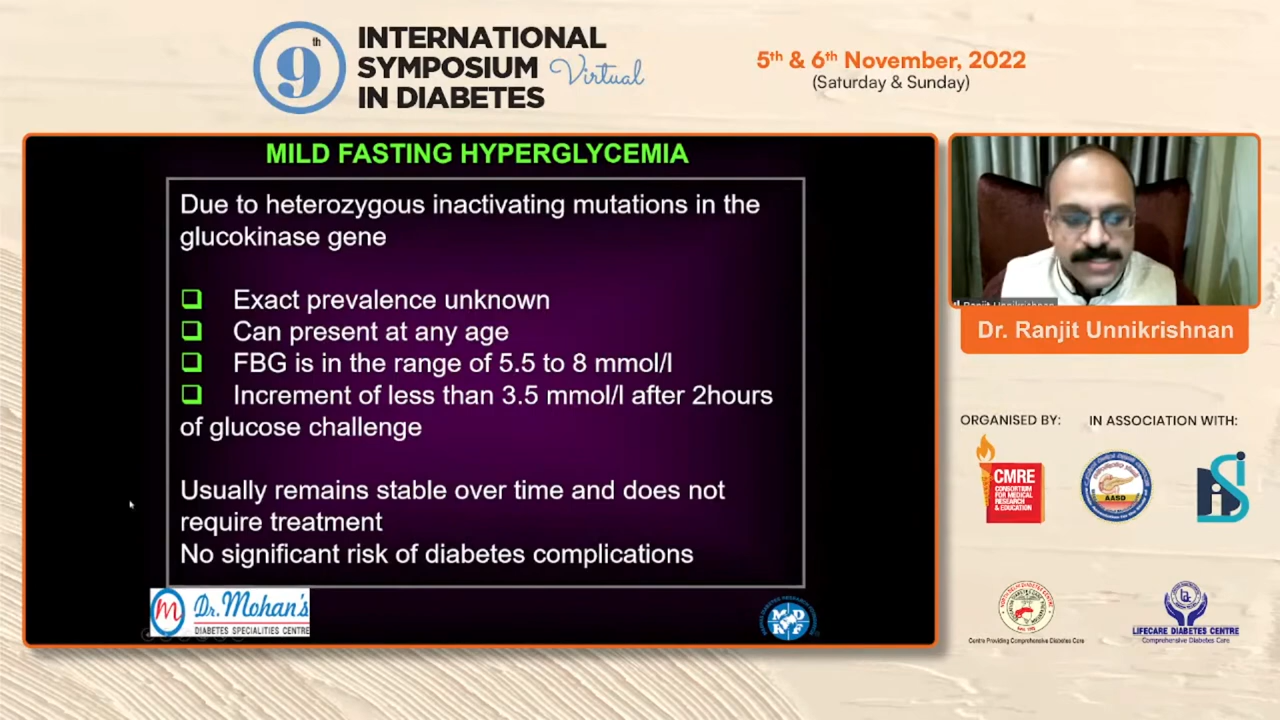 9th
INTERNATIONAL
SYMPOSIUM Virtual
IN DIABETES
5th & 6th November, 2022
(Saturday & Sunday)
MILD FASTING HYPERGLYCEMIA
Due to heterozygous inactivating mutations in the
glucokinase gene
Exact prevalence unknown
Can present at any age
FBG is in the range of 5.5 to 8 mmol/l
Increment of less than 3.5 mmol/l after 2hours
of glucose challenge
Usually remains stable over time and does not
require treatment
No significant risk of diabetes complications
m Dr. Mohan's
DIABETES SPECIALITIES CENTRE
MDRF
Ranjit Unnikrishnan
Dr. Ranjit Unnikrishnan
ORGANISED BY:
IN ASSOCIATION WITH:
CMRE
CONSORTIUM
FOR MEDICAL
RESEARCH
& EDUCATION
AASD
Centre Providing Comprehensive Diabetes Care
LIFECARE DIABETES CENTRE
Comprehensive Diabetes Care